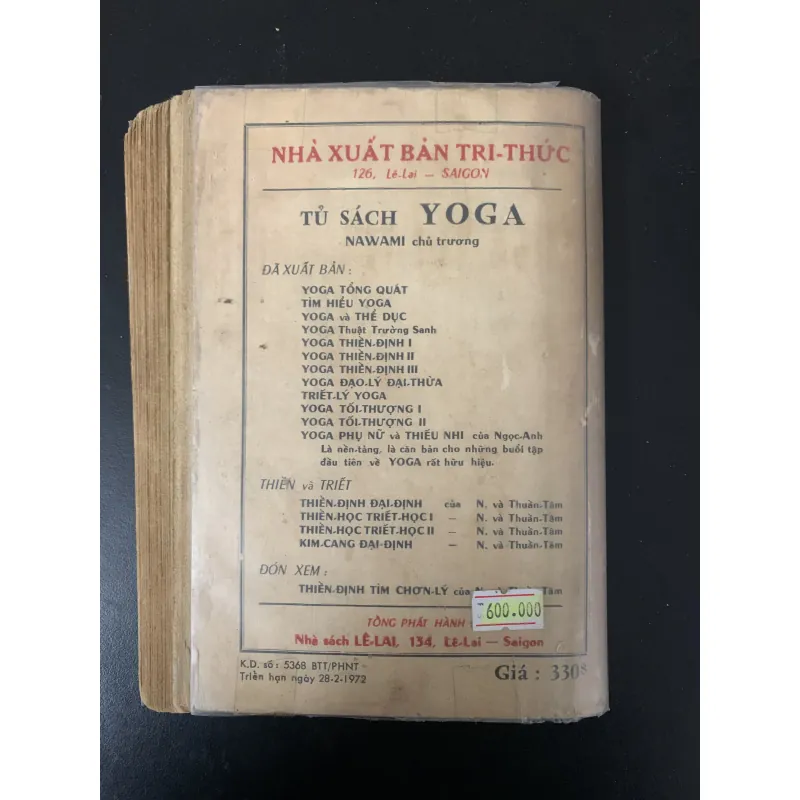 NHÀ XUẤT BẢN TRI-THỨC
126, Lê-Lai — SAIGON
TỦ SÁCH YOGA
NAWAMI chủ trương
ĐÃ XUẤT BẢN :
YOGA TỔNG QUÁT
TÌM HIỂU YOGA
YOGA và THỂ DỤC
YOGA Thuật Trường Sanh
YOGA THIỀN-ĐỊNH I
YOGA THIỀN-ĐỊNH II
YOGA THIỀN-ĐỊNH III
YOGA ĐẠO-LÝ ĐẠI-THỪA
TRIẾT-LÝ YOGA
YOGA TỐI-THƯỢNG I
YOGA TỐI-THƯỢNG II
YOGA PHỤ NỮ và THIẾU NHI của Ngọc-Anh
Là nền-tảng, là căn bản cho những buổi tập
đầu tiên về YOGA rất hữu hiệu.
THIỀN và TRIẾT
THIỀN-ĐỊNH ĐẠI-ĐỊNH của N. và Thuần-Tâm
THIỀN-HỌC TRIẾT-HỌC I — N. và Thuần-Tâm
THIỀN-HỌC TRIẾT-HỌC II — N. và Thuần-Tâm
KIM-CANG ĐẠI-ĐỊNH — N. và Thuần-Tâm
ĐÓN XEM :
THIỀN-ĐỊNH TÌM CHƠN-LÝ của Tâm
600.000
TỔNG PHÁT HÀNH
Nhà sách LÊ-LAI, 134, Lê-Lai — Saigon
K.D. số : 5368 BTT/PHNT
Triển hạn ngày 28-2-1972
Giá : 330$